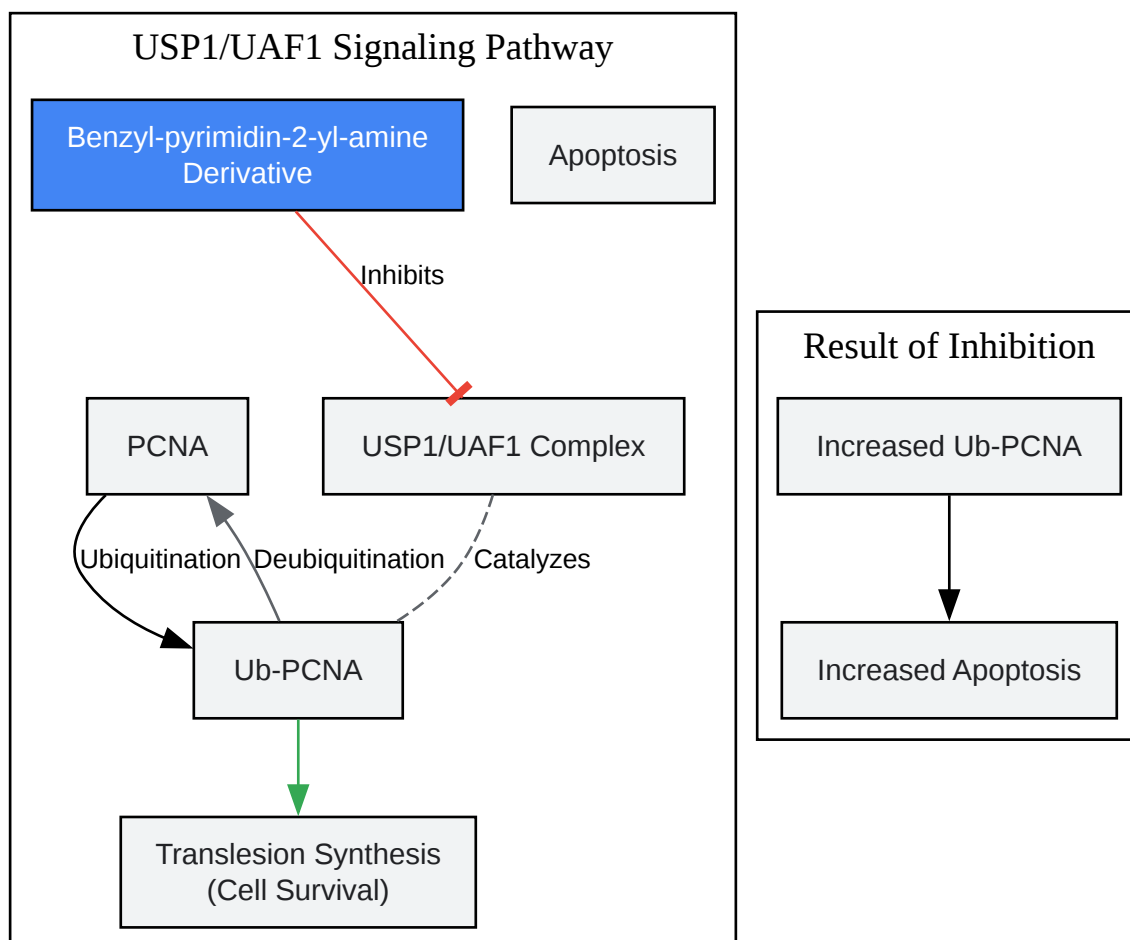 USP1/UAF1 Signaling Pathway
Benzyl-pyrimidin-2-yl-amine
Derivative
Apoptosis
Inhibits
Result of Inhibition
PCNA
USP1/UAF1 Complex
Increased Ub-PCNA
Ubiquitination
Deubiquitination
Catalyzes
Ub-PCNA
Increased Apoptosis
Translesion Synthesis
(Cell Survival)